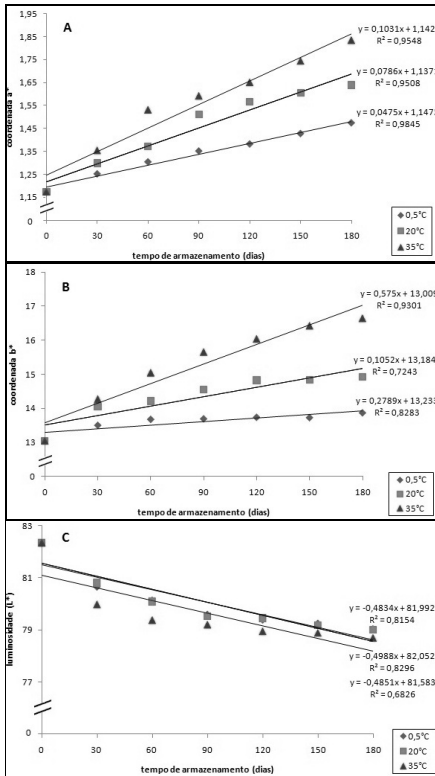 A
1,95
1,85
1,75
1,65
1,55
1,45
1,35
1,25
1,15
0
coordenada a*
y = 0,1031x + 1,142
R² = 0,9548
y = 0,0786x + 1,137
R² = 0,9508
y = 0,0475x + 1,147
R² = 0,9845
0 30 60 90 120 150 180
tempo de armazenamento (dias)
0,5°C
20°C
35°C
B
18
17
16
15
14
13
0
coordenada b*
y = 0,575x + 13,009
R² = 0,9301
y = 0,1052x + 13,184
R² = 0,7243
y = 0,2789x + 13,233
R² = 0,8283
0 30 60 90 120 150 180
tempo de armazenamento (dias)
0,5°C
20°C
35°C
C
83
81
79
77
0
luminosidade (L*)
y = -0,4834x + 81,992
R² = 0,8154
y = -0,4988x + 82,052
R² = 0,8296
y = -0,4851x + 81,583
R² = 0,6826
0 30 60 90 120 150 180
tempo de armazenamento (dias)
0,5°C
20°C
35°C